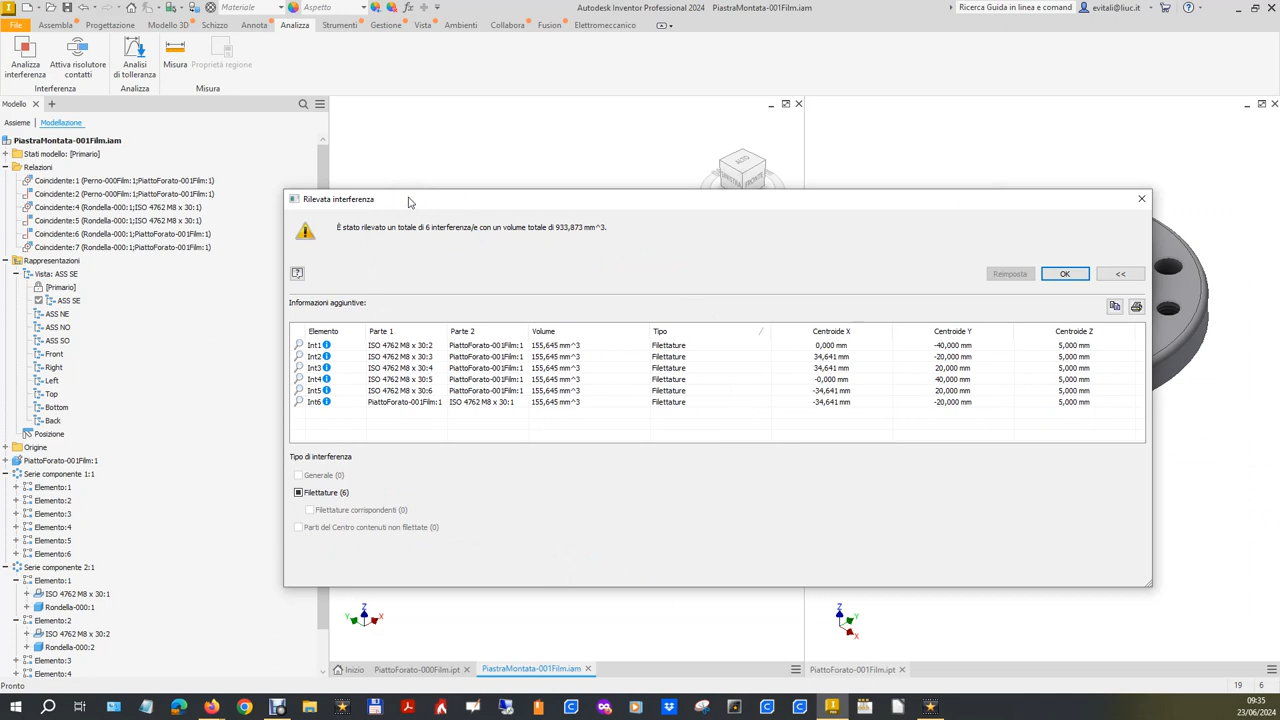 Materiale
Aspetto
Autodesk Inventor Professional 2024  PiastraMontata-001Film.iam
Ricerca Guida in linea e comand
evitali@liuc.it
File
Assembla
Progettazione
Modello 3D
Schizzo
Annota
Analizza
Strumenti
Gestione
Vista
Ambienti
Collabora
Fusion
Elettromeccanico
Analizza interferenza
Attiva risolutore contatti
Analisi di tolleranza
Misura
Proprietà regione
Interferenza
Analizza
Misura
Modello
Assieme
Modellazione
PiastraMontata-001Film.iam
Stati modello: [Primario]
Relazioni
Coincidente:1 (Perno-000Film:1;PiattoForato-001Film:1)
Coincidente:2 (Perno-000Film:1;PiattoForato-001Film:1)
Coincidente:4 (Rondella-000:1;ISO 4762 M8 x 30:1)
Coincidente:5 (Rondella-000:1;ISO 4762 M8 x 30:1)
Coincidente:6 (Rondella-000:1;PiattoForato-001Film:1)
Coincidente:7 (Rondella-000:1;PiattoForato-001Film:1)
Rappresentazioni
Vista: ASS SE
[Primario]
ASS SE
ASS NE
ASS NO
ASS SO
Front
Right
Left
Top
Bottom
Back
Posizione
Origine
PiattoForato-001Film:1
Serie componente 1:1
Elemento:1
Elemento:2
Elemento:3
Elemento:4
Elemento:5
Elemento:6
Serie componente 2:1
Elemento:1
ISO 4762 M8 x 30:1
Rondella-000:1
Elemento:2
ISO 4762 M8 x 30:2
Rondella-000:2
Elemento:3
Elemento:4
ALTO
Rilevata interferenza
È stato rilevato un totale di 6 interferenza/e con un volume totale di 933,873 mm^3.
Reimposta
OK
<<
Informazioni aggiuntive:
Elemento Parte 1 Parte 2 Volume Tipo Centroide X Centroide Y Centroide Z
Int1 ISO 4762 M8 x 30:2 PiattoForato-001Film:1 155,645 mm^3 Filettature 0,000 mm -40,000 mm 5,000 mm
Int2 ISO 4762 M8 x 30:3 PiattoForato-001Film:1 155,645 mm^3 Filettature 34,641 mm -20,000 mm 5,000 mm
Int3 ISO 4762 M8 x 30:4 PiattoForato-001Film:1 155,645 mm^3 Filettature 34,641 mm 20,000 mm 5,000 mm
Int4 ISO 4762 M8 x 30:5 PiattoForato-001Film:1 155,645 mm^3 Filettature -0,000 mm 40,000 mm 5,000 mm
Int5 ISO 4762 M8 x 30:6 PiattoForato-001Film:1 155,645 mm^3 Filettature -34,641 mm 20,000 mm 5,000 mm
Int6 PiattoForato-001Film:1 ISO 4762 M8 x 30:1 155,645 mm^3 Filettature -34,641 mm -20,000 mm 5,000 mm
Tipo di interferenza
Generale (0)
Filettature (6)
Filettature corrispondenti (0)
Parti del Centro contenuti non filettate (0)
Z
Y
X
Z
Y
X
Inizio
PiattoForato-000Film.ipt
PiastraMontata-001Film.iam
PiattoForato-001Film.ipt
Pronto
19
6
09:35
23/06/2024